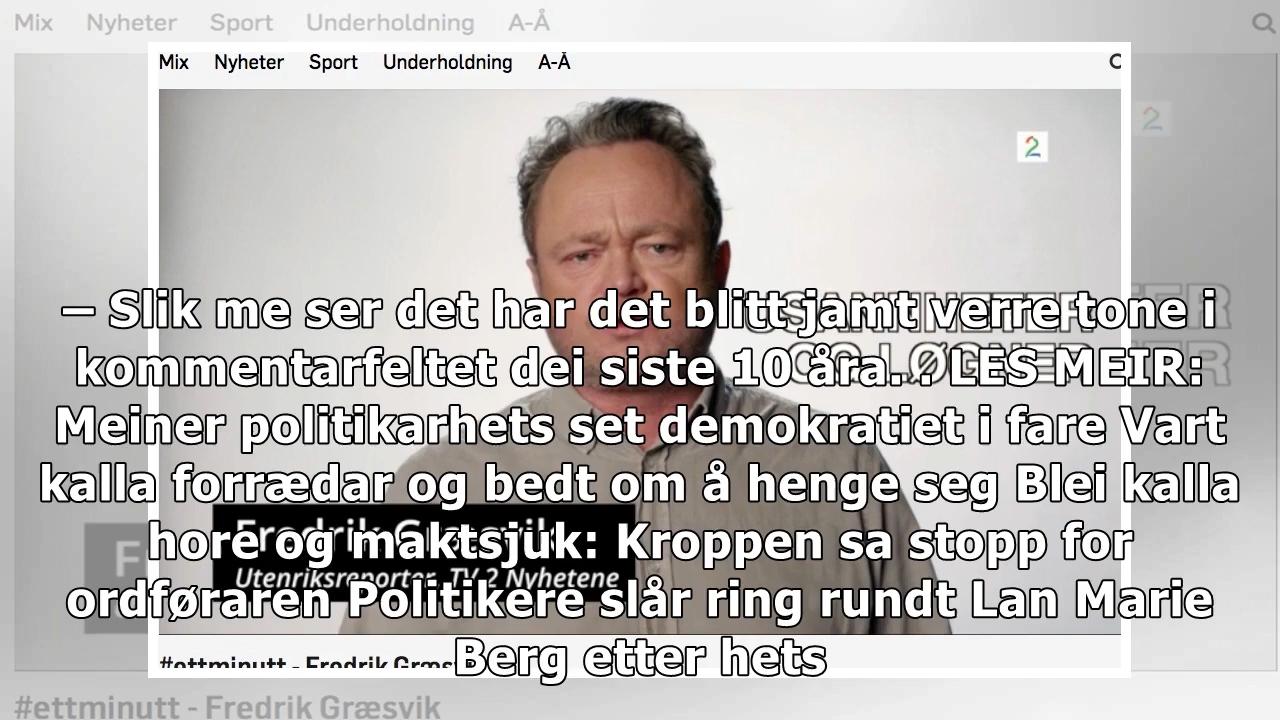 Mix Nyheter Sport Underholdning A-Å
Mix Nyheter Sport Underholdning A-Å
2
2
– Slik me ser det har det blitt jamt verre tone i
kommentarfeltet dei siste 10 åra. . LES MEIR:
Meiner politikarhets set demokratiet i fare Vart
kalla forrædar og bedt om å henge seg Blei kalla
hore og maktsjuk: Kroppen sa stopp for
ordføraren Politikere slår ring rundt Lan Marie
Berg etter hets
Fredrik Græsvik
Utenriksreporter, TV 2 Nyhetene
#ettminutt - Fredrik Græsvik